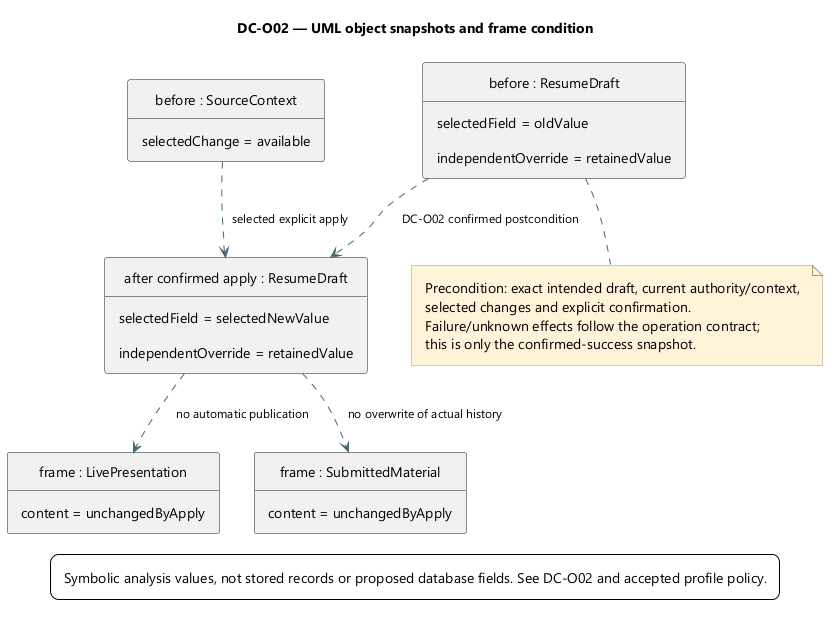 DC-O02 — UML object snapshots and frame condition
before : SourceContext
selectedChange = available
before : ResumeDraft
selectedField = oldValue
independentOverride = retainedValue
selected explicit apply
DC-O02 confirmed postcondition
after confirmed apply : ResumeDraft
selectedField = selectedNewValue
independentOverride = retainedValue
Precondition: exact intended draft, current authority/context,
selected changes and explicit confirmation.
Failure/unknown effects follow the operation contract;
this is only the confirmed-success snapshot.
no automatic publication
no overwrite of actual history
frame : LivePresentation
content = unchangedByApply
frame : SubmittedMaterial
content = unchangedByApply
Symbolic analysis values, not stored records or proposed database fields. See DC-O02 and accepted profile policy.